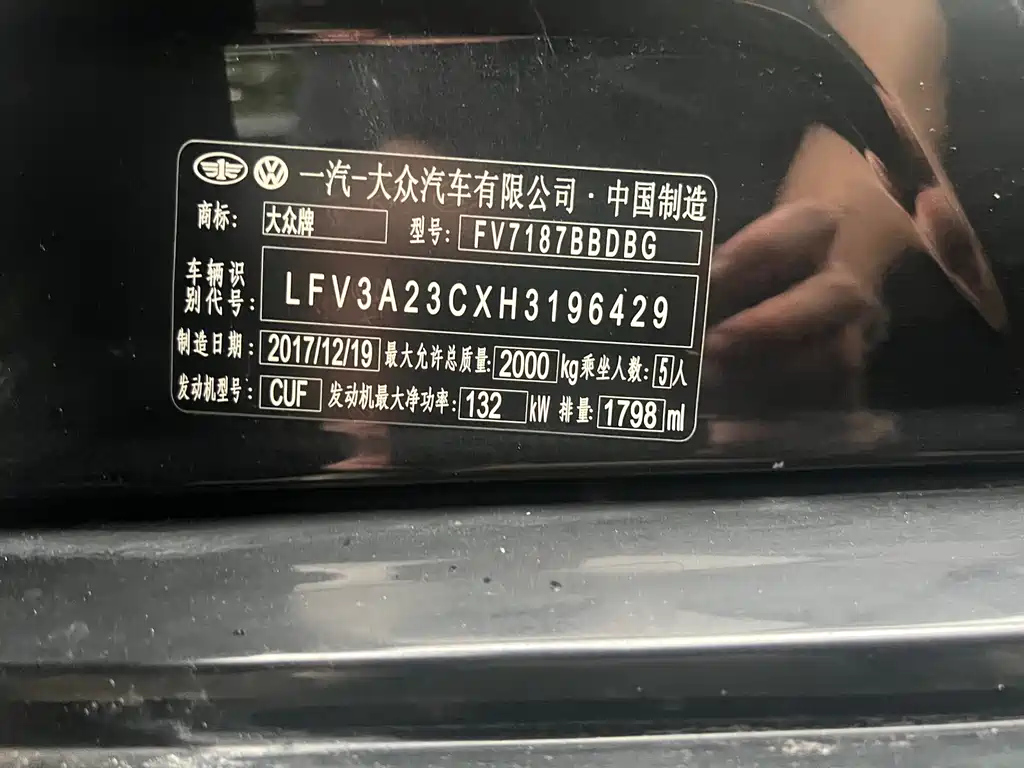 一汽-大众汽车有限公司·中国制造
商标: 大众牌 型号: FV7187BBDBG
车辆识别代号: LFV3A23CXH3196429
制造日期: 2017/12/19 最大允许总质量: 2000 kg 乘坐人数: 5 人
发动机型号: CUF 发动机最大净功率: 132 kW 排量: 1798 ml